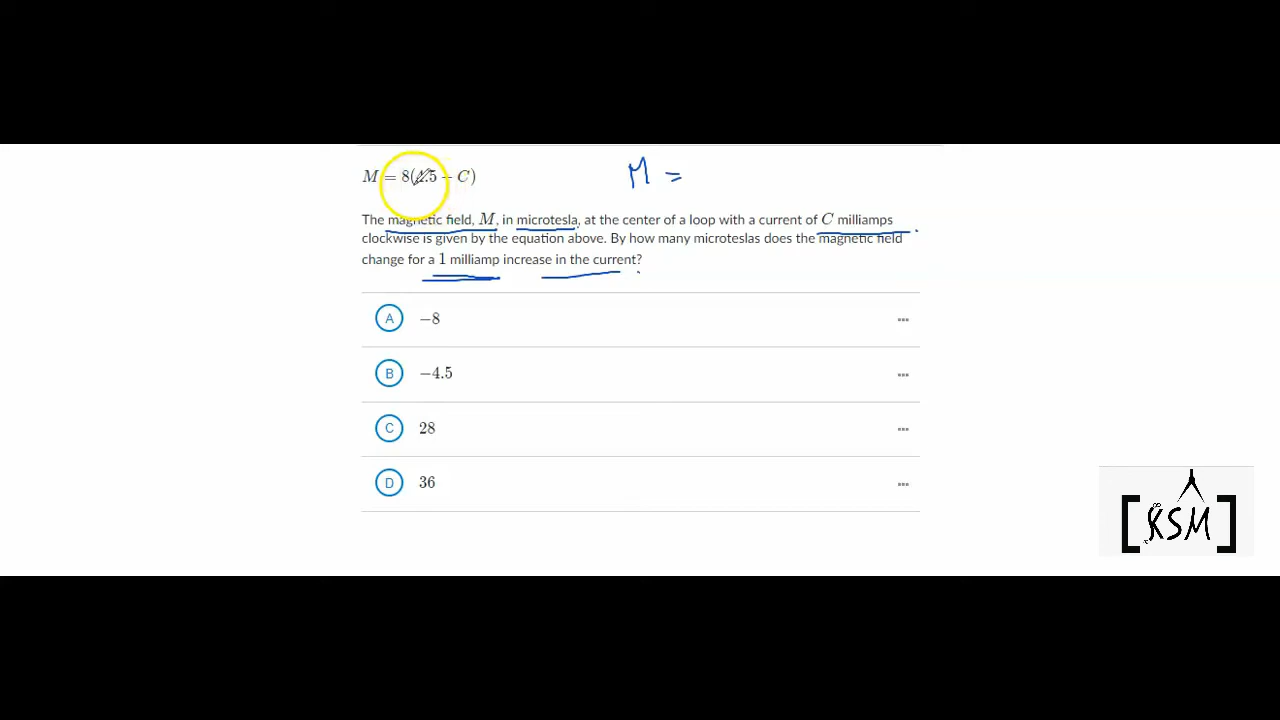 M = 8(4.5 − C)
M =
The magnetic field, M, in microtesla, at the center of a loop with a current of C milliamps
clockwise is given by the equation above. By how many microteslas does the magnetic field
change for a 1 milliamp increase in the current?
A −8
B −4.5
C 28
D 36
[KSM]